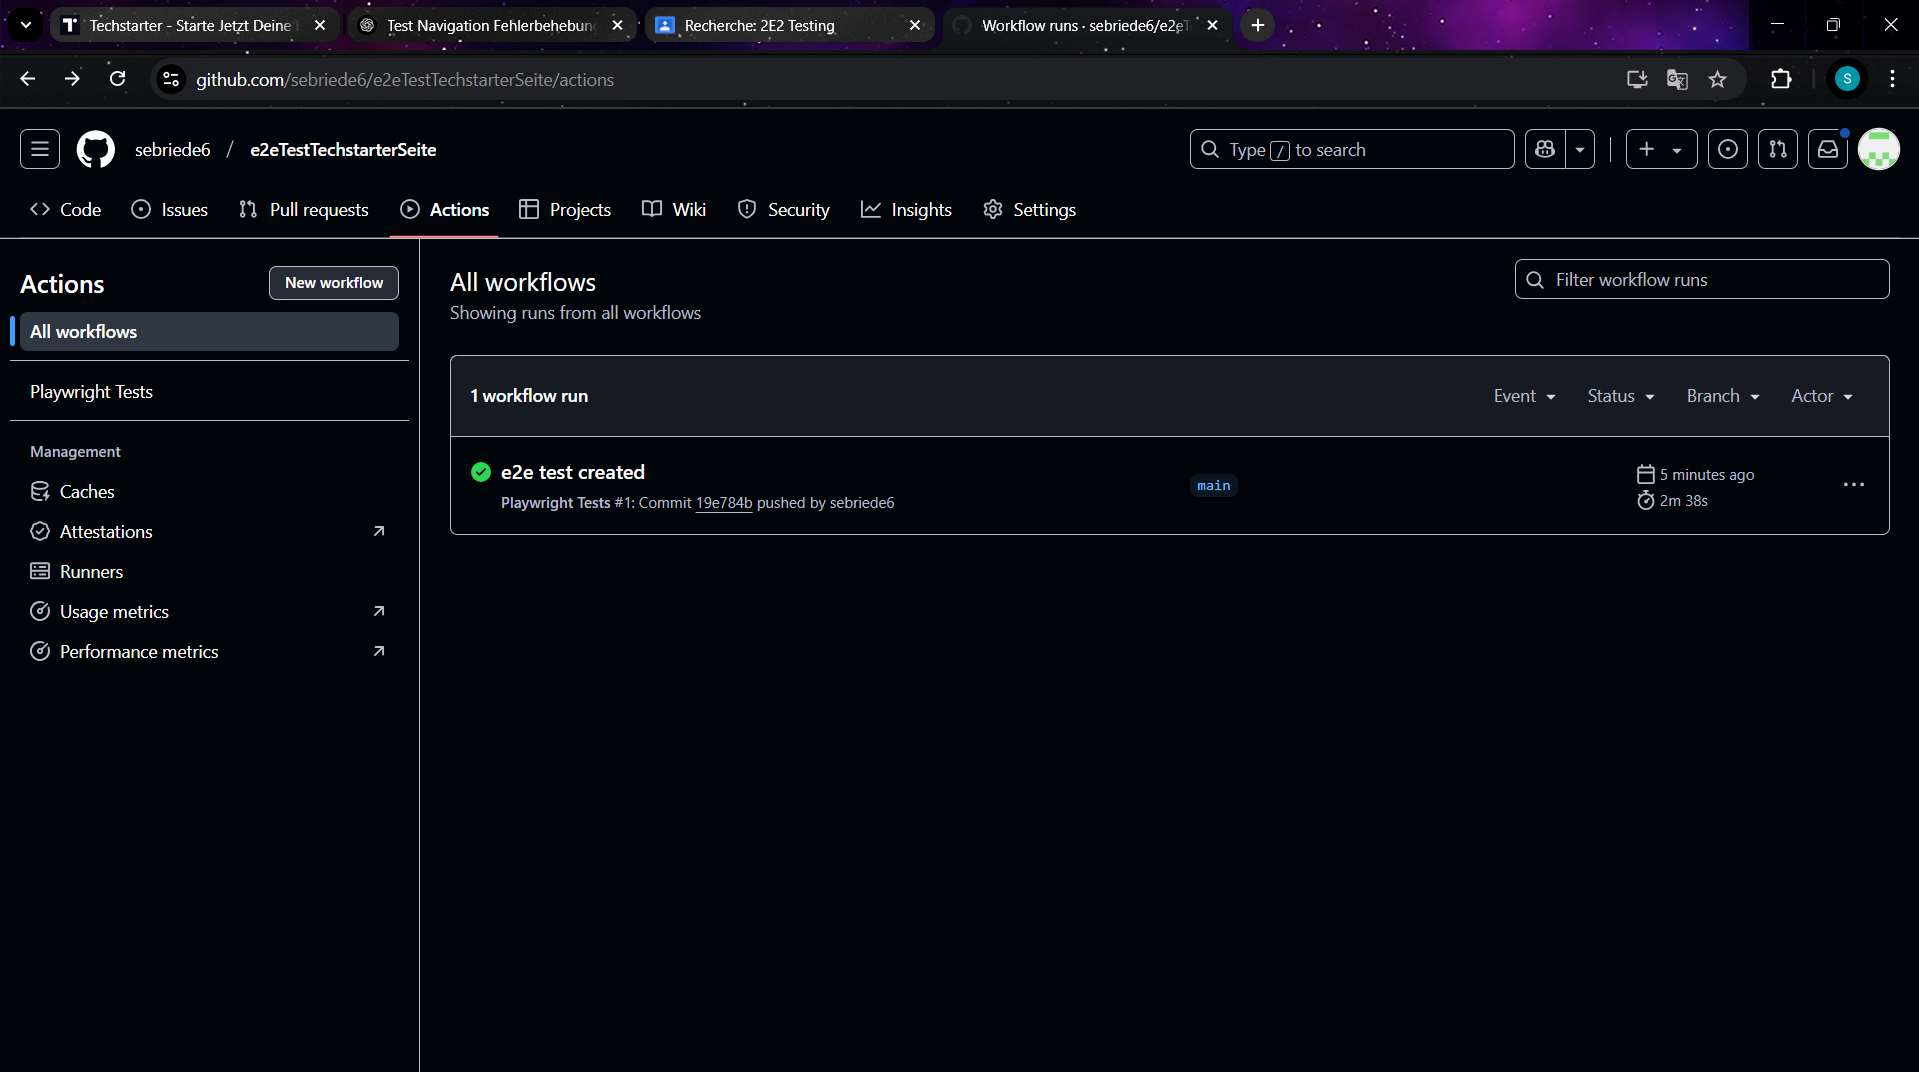 Techstarter - Starte Jetzt Deine
Test Navigation Fehlerbehebun
Recherche: 2E2 Testing
Workflow runs · sebriede6/e2eT
github.com/sebriede6/e2eTestTechstarterSeite/actions
S
sebriede6 / e2eTestTechstarterSeite
Type / to search
Code
Issues
Pull requests
Actions
Projects
Wiki
Security
Insights
Settings
Actions
New workflow
All workflows
Playwright Tests
Management
Caches
Attestations
Runners
Usage metrics
Performance metrics
All workflows
Showing runs from all workflows
Filter workflow runs
1 workflow run
Event
Status
Branch
Actor
e2e test created
Playwright Tests #1: Commit 19e784b pushed by sebriede6
main
5 minutes ago
2m 38s